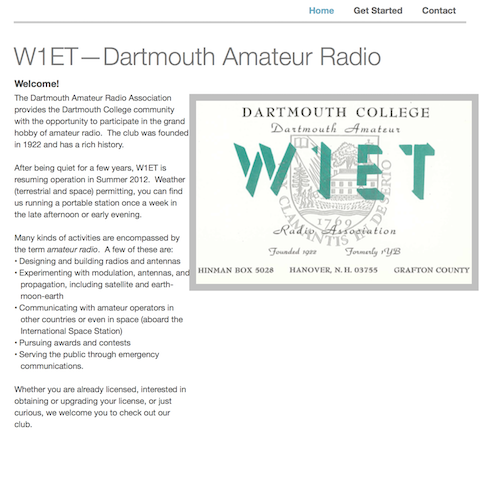 Home Get Started Contact
W1ET—Dartmouth Amateur Radio
Welcome!
The Dartmouth Amateur Radio Association
provides the Dartmouth College community
with the opportunity to participate in the grand
hobby of amateur radio. The club was founded
in 1922 and has a rich history.
After being quiet for a few years, W1ET is
resuming operation in Summer 2012. Weather
(terrestrial and space) permitting, you can find
us running a portable station once a week in
the late afternoon or early evening.
Many kinds of activities are encompassed by
the term amateur radio. A few of these are:
• Designing and building radios and antennas
• Experimenting with modulation, antennas, and
propagation, including satellite and earth-
moon-earth
• Communicating with amateur operators in
other countries or even in space (aboard the
International Space Station)
• Pursuing awards and contests
• Serving the public through emergency
communications.
Whether you are already licensed, interested in
obtaining or upgrading your license, or just
curious, we welcome you to check out our
club.
DARTMOUTH COLLEGE
Dartmouth Amateur
W1ET
1769
Radio Association
Founded 1922 Formerly 1YB
HINMAN BOX 5028 HANOVER, N. H. 03755 GRAFTON COUNTY